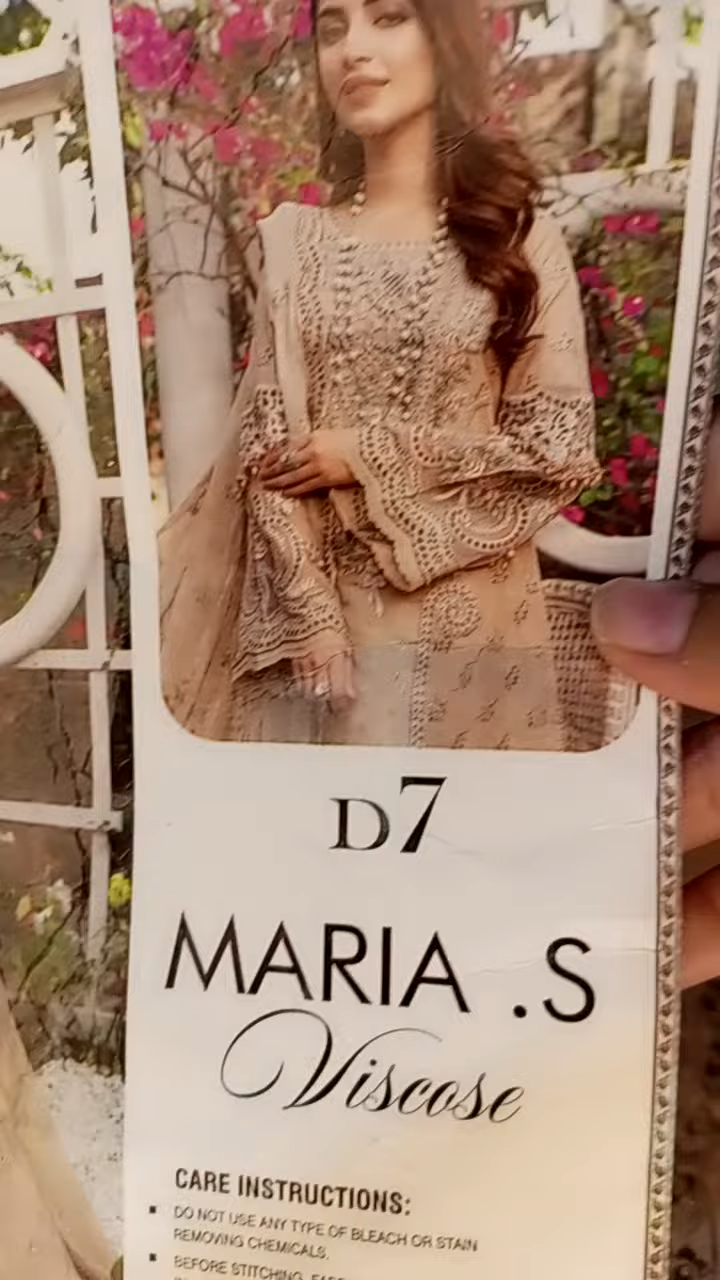 D7
MARIA .S
Viscose
CARE INSTRUCTIONS:
▪ DO NOT USE ANY TYPE OF BLEACH OR STAIN
REMOVING CHEMICALS.
▪ BEFORE STITCHING,